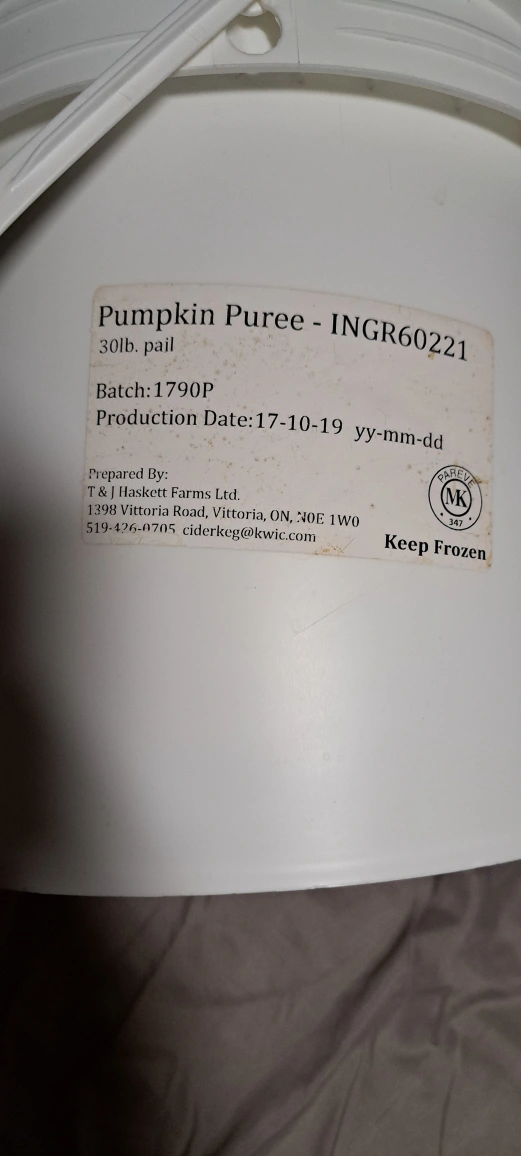 Pumpkin Puree - INGR60221
30lb. pail
Batch:1790P
Production Date:17-10-19 yy-mm-dd
Prepared By:
T & J Haskett Farms Ltd.
1398 Vittoria Road, Vittoria, ON, N0E 1W0
519-426-0705 ciderkeg@kwic.com
PAREVE
MK
347
Keep Frozen